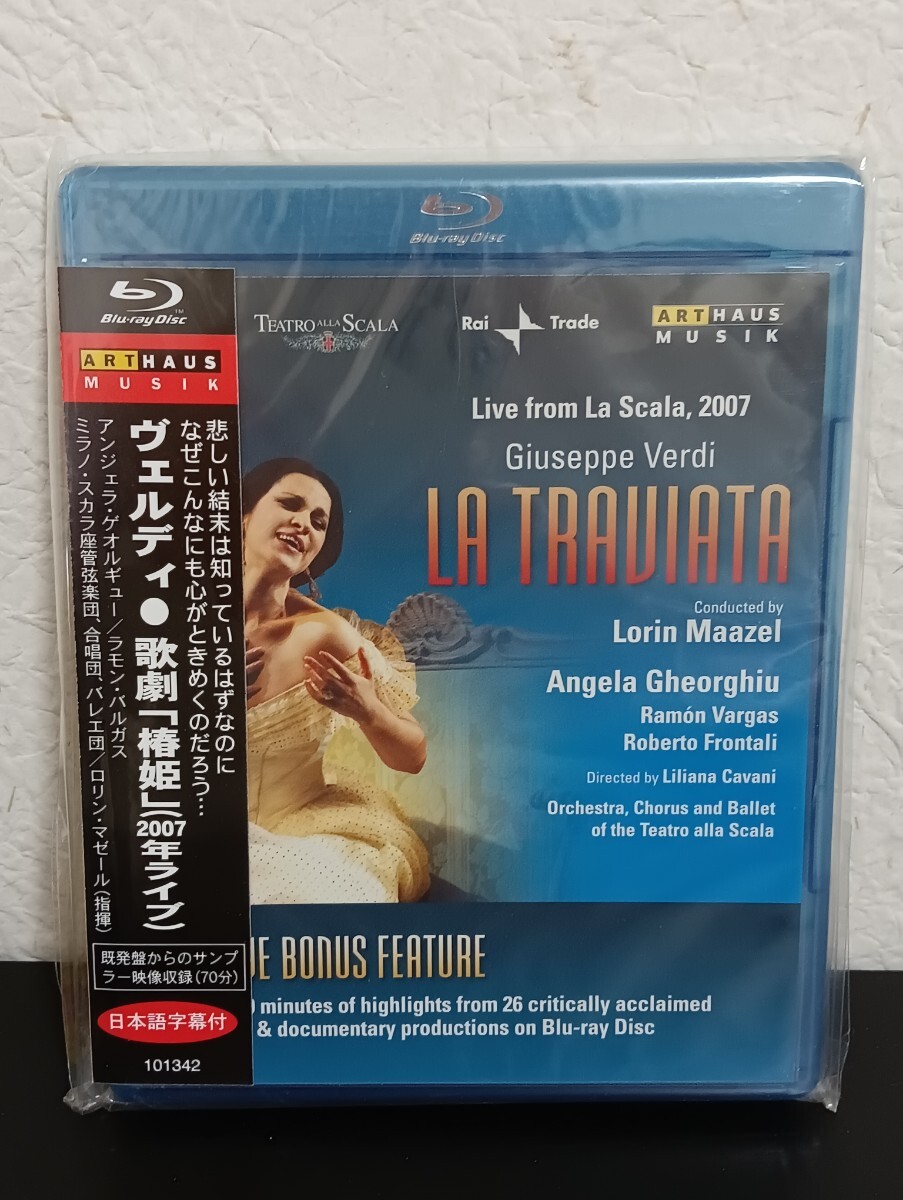 Blu-ray Disc
Blu-ray Disc
ARTHAUS
MUSIK
悲しい結末は知っているはずなのに
なぜこんなにも心がときめくのだろう…
ヴェルディ●歌劇「椿姫」(2007年ライブ)
アンジェラ・ゲオルギュー/ラモン・バルガス
ミラノ・スカラ座管弦楽団、合唱団、バレエ団/ロリン・マゼール(指揮)
既発盤からのサンプ
ラー映像収録(70分)
日本語字幕付
101342
TEATRO ALLA SCALA
Rai Trade
ARTHAUS
MUSIK
Live from La Scala, 2007
Giuseppe Verdi
LA TRAVIATA
Conducted by
Lorin Maazel
Angela Gheorghiu
Ramón Vargas
Roberto Frontali
Directed by Liliana Cavani
Orchestra, Chorus and Ballet
of the Teatro alla Scala
BONUS FEATURE
minutes of highlights from 26 critically acclaimed
& documentary productions on Blu-ray Disc